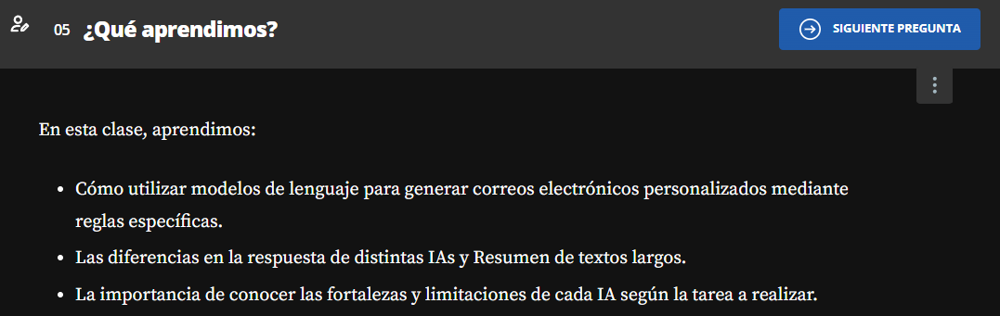 05 ¿Qué aprendimos?
SIGUIENTE PREGUNTA
En esta clase, aprendimos:
• Cómo utilizar modelos de lenguaje para generar correos electrónicos personalizados mediante
reglas específicas.
• Las diferencias en la respuesta de distintas IAs y Resumen de textos largos.
• La importancia de conocer las fortalezas y limitaciones de cada IA según la tarea a realizar.